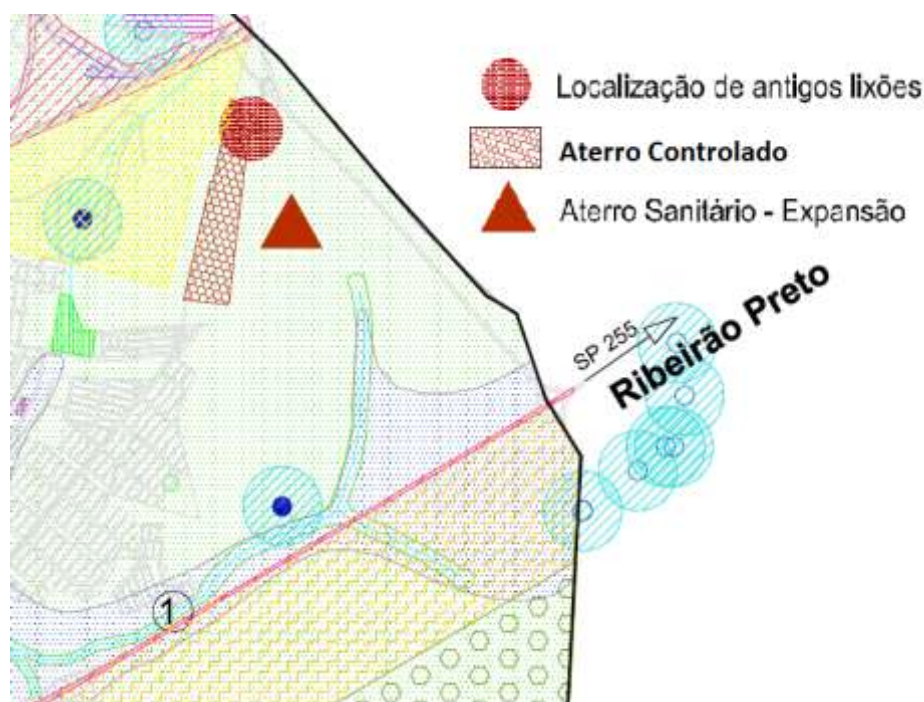 Localização de antigos lixões
Aterro Controlado
Aterro Sanitário - Expansão
SP 255
Ribeirão Preto
1